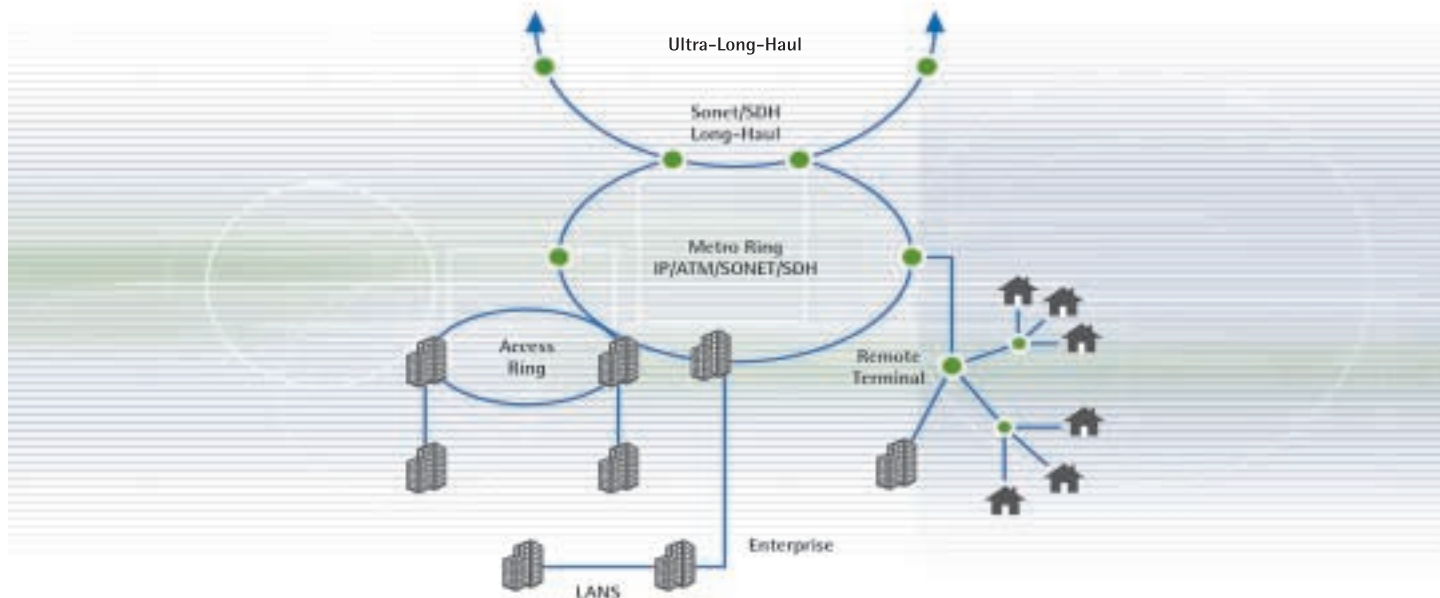 Ultra-Long-Haul
Sonet/SDH
Long-Haul
Metro Ring
IP/ATM/SONET/SDH
Access
Ring
Remote
Terminal
Enterprise
LANS